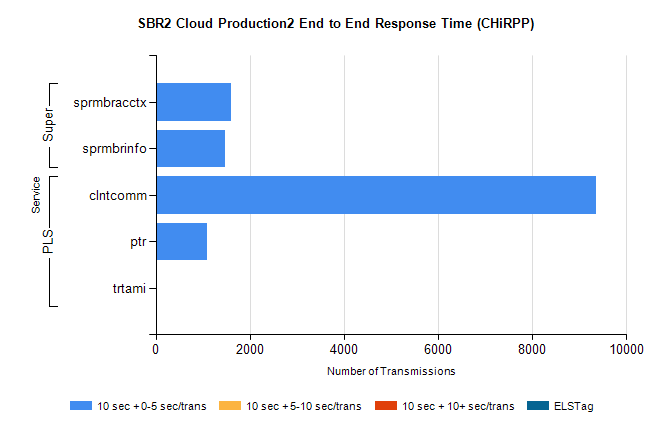 SBR2 Cloud Production2 End to End Response Time (CHiRPP)
Super
sprmbracctx
sprmbrinfo
Service
PLS
clntcomm
ptr
trtami
0 2000 4000 6000 8000 10000
Number of Transmissions
10 sec +0-5 sec/trans 10 sec +5-10 sec/trans 10 sec + 10+ sec/trans ELSTag